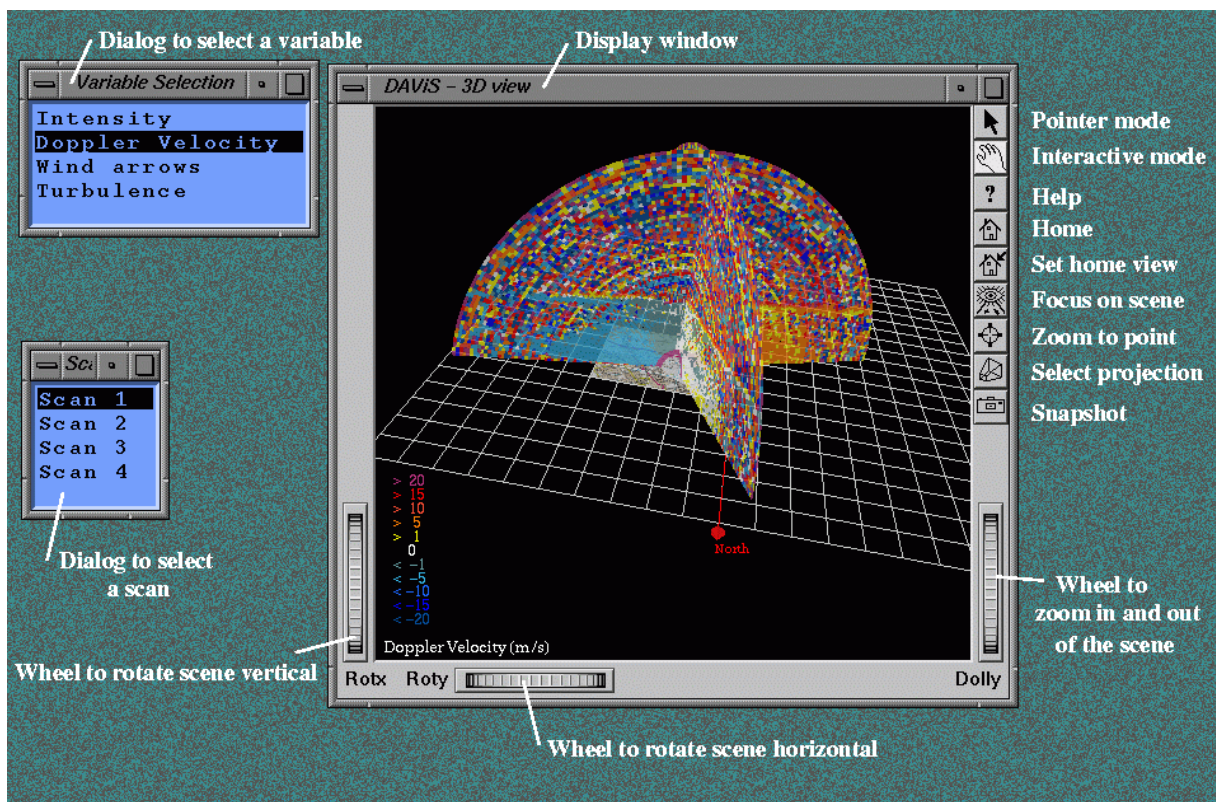 Dialog to select a variable
Display window
Variable Selection
DAViS – 3D view
Intensity
Doppler Velocity
Wind arrows
Turbulence
Pointer mode
Interactive mode
?
Help
Home
Set home view
Focus on scene
Zoom to point
Select projection
Snapshot
Sca
Scan 1
Scan 2
Scan 3
Scan 4
Dialog to select
a scan
> 20
> 15
> 10
> 5
> 1
0
< -1
< -5
< -10
< -15
< -20
North
Doppler Velocity (m/s)
Wheel to
zoom in and out
of the scene
Wheel to rotate scene vertical
Rotx
Roty
Dolly
Wheel to rotate scene horizontal